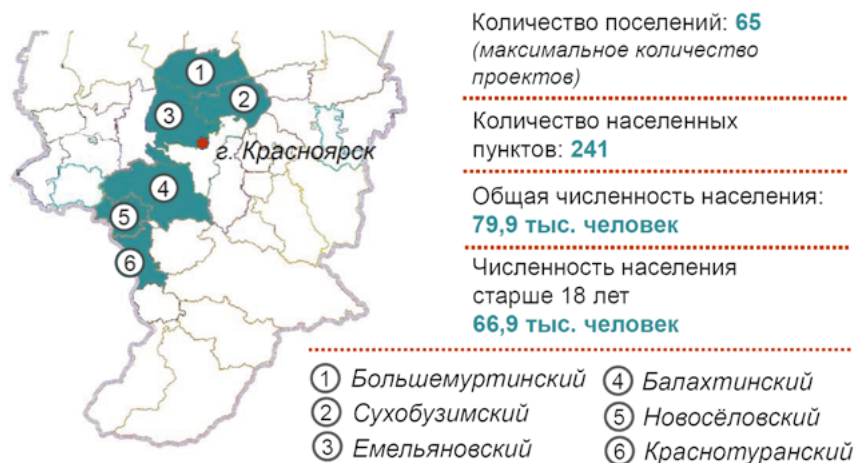 Количество поселений: 65
(максимальное количество
проектов)
Количество населенных
пунктов: 241
Общая численность населения:
79,9 тыс. человек
Численность населения
старше 18 лет
66,9 тыс. человек
1
2
3
г. Красноярск
4
5
6
1 Большемуртинский
2 Сухобузимский
3 Емельяновский
4 Балахтинский
5 Новосёловский
6 Краснотуранский